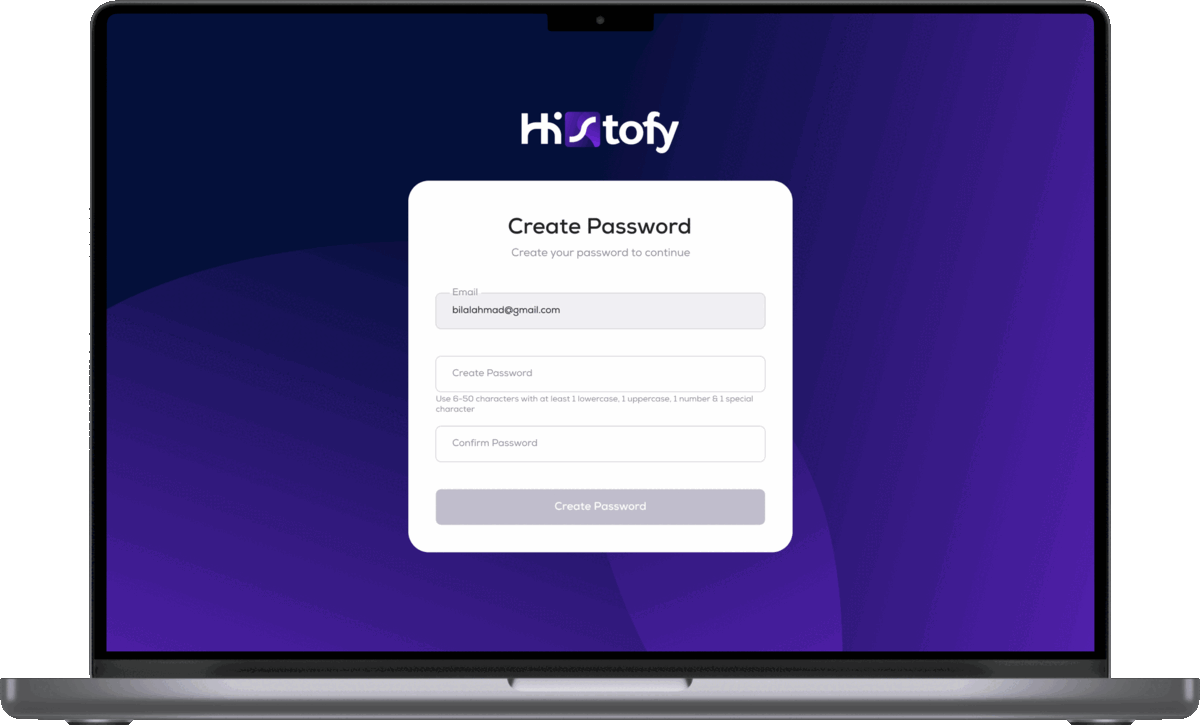 Histofy
Create Password
Create your password to continue
Email
bilalahmad@gmail.com
Create Password
Use 6-50 characters with at least 1 lowercase, 1 uppercase, 1 number & 1 special
character
Confirm Password
Create Password